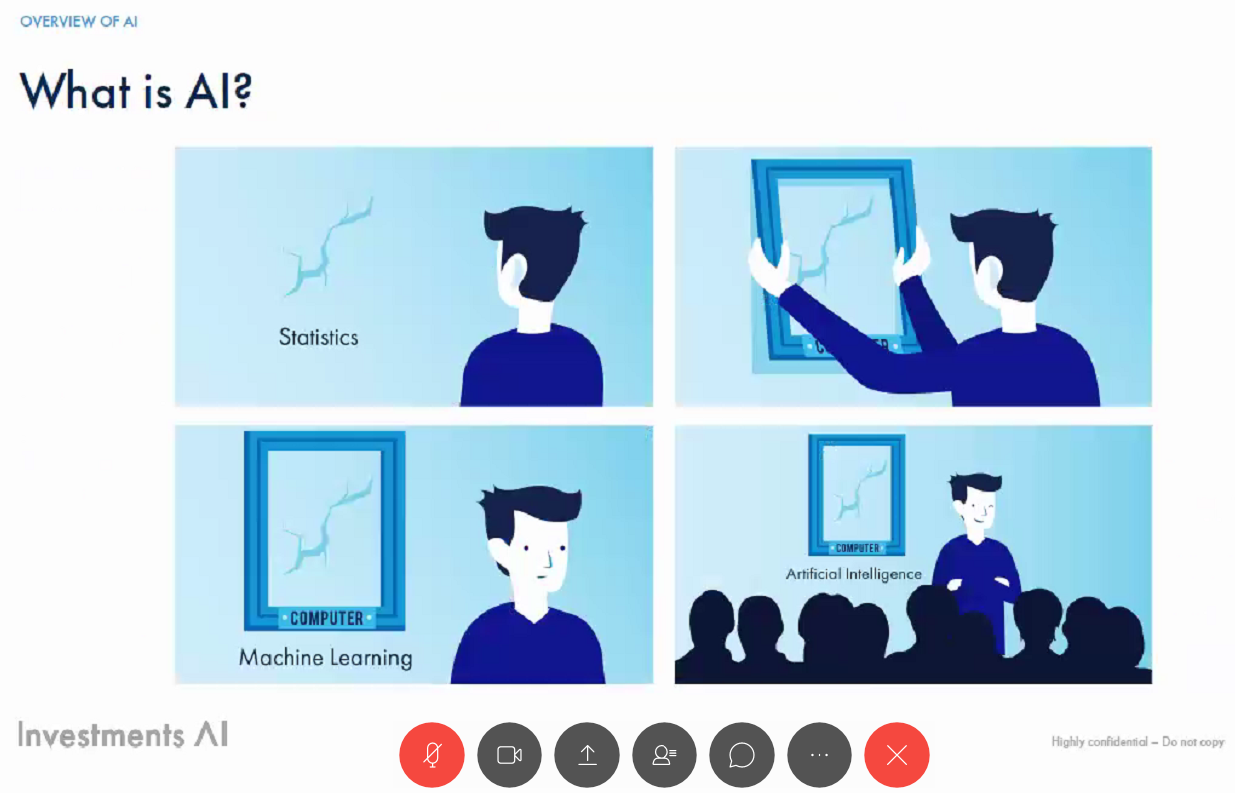 OVERVIEW OF AI
What is AI?
Statistics
COMPUTER
Machine Learning
COMPUTER
Artificial Intelligence
Investments AI
Highly confidential – Do not copy